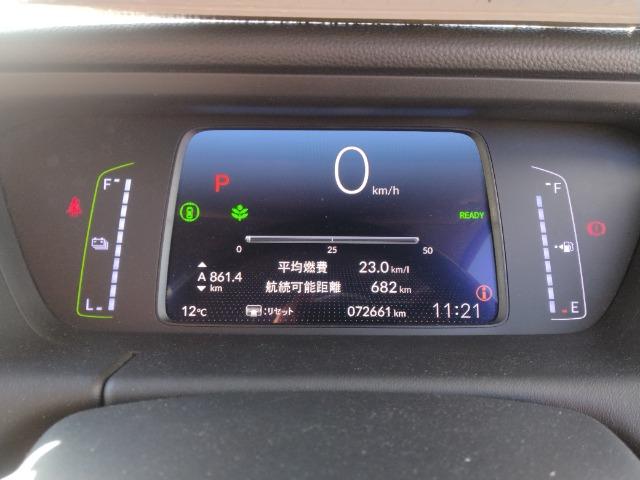 0 km/h
P
F F
READY
0 25 50
平均燃費 23.0 km/l
A 861.4 km
航続可能距離 682 km
L E
12℃ :リセット 072661 km 11:21